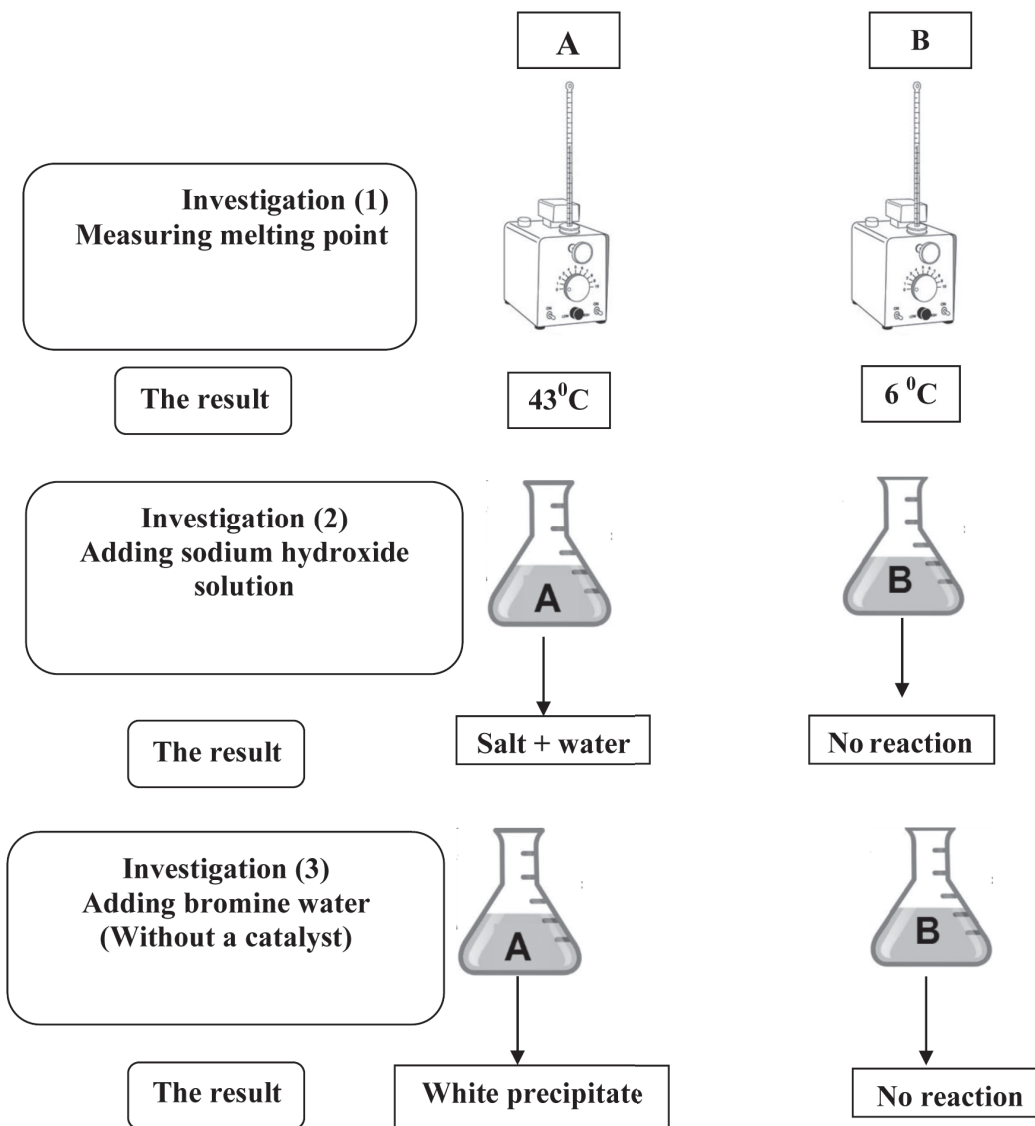 A
B
Investigation (1)
Measuring melting point
The result
43⁰C
6 ⁰C
Investigation (2)
Adding sodium hydroxide
solution
A
B
The result
Salt + water
No reaction
Investigation (3)
Adding bromine water
(Without a catalyst)
A
B
The result
White precipitate
No reaction